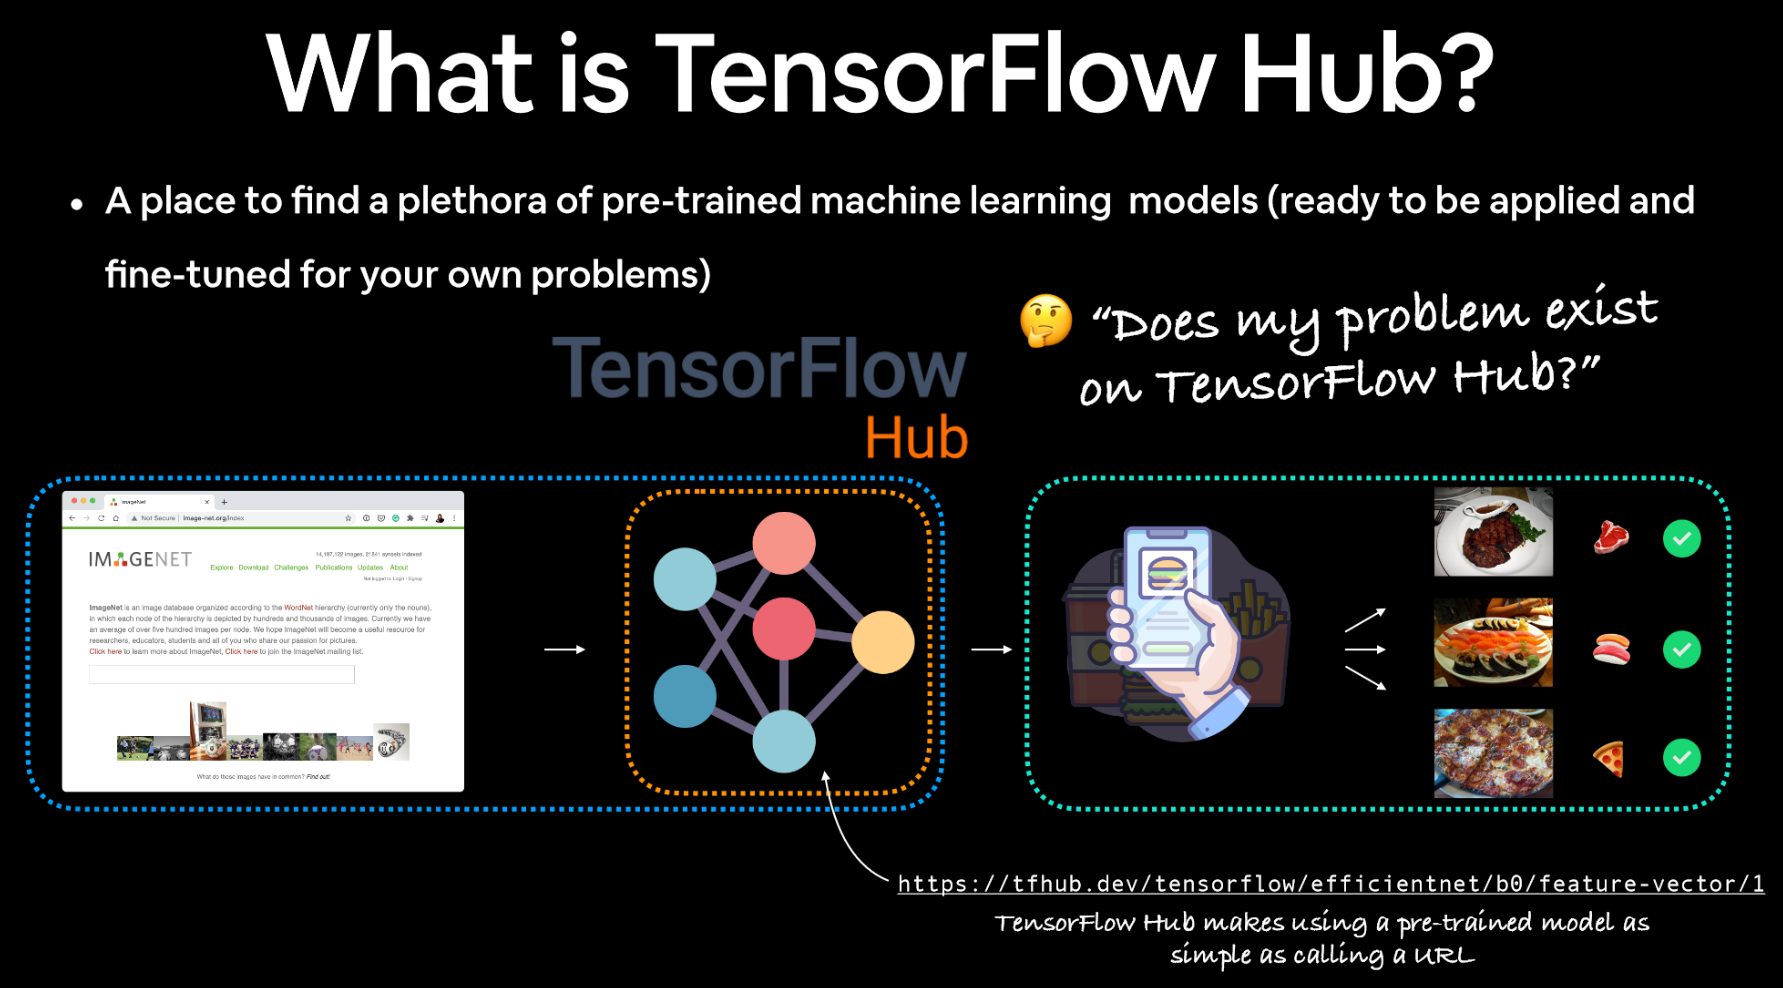 What is TensorFlow Hub?
• A place to find a plethora of pre-trained machine learning models (ready to be applied and
fine-tuned for your own problems)
🤔 “Does my problem exist
on TensorFlow Hub?”
TensorFlow
Hub
ImageNet
Not Secure | image-net.org/index
IMAGENET
14,197,122 images, 21841 synsets indexed
Explore Download Challenges Publications Updates About
Not logged in. Login | Signup
ImageNet is an image database organized according to the WordNet hierarchy (currently only the nouns),
in which each node of the hierarchy is depicted by hundreds and thousands of images. Currently we have
an average of over five hundred images per node. We hope ImageNet will become a useful resource for
researchers, educators, students and all of you who share our passion for pictures.
Click here to learn more about ImageNet, Click here to join the ImageNet mailing list.
What do these images have in common? Find out!
https://tfhub.dev/tensorflow/efficientnet/b0/feature-vector/1
TensorFlow Hub makes using a pre-trained model as
simple as calling a URL